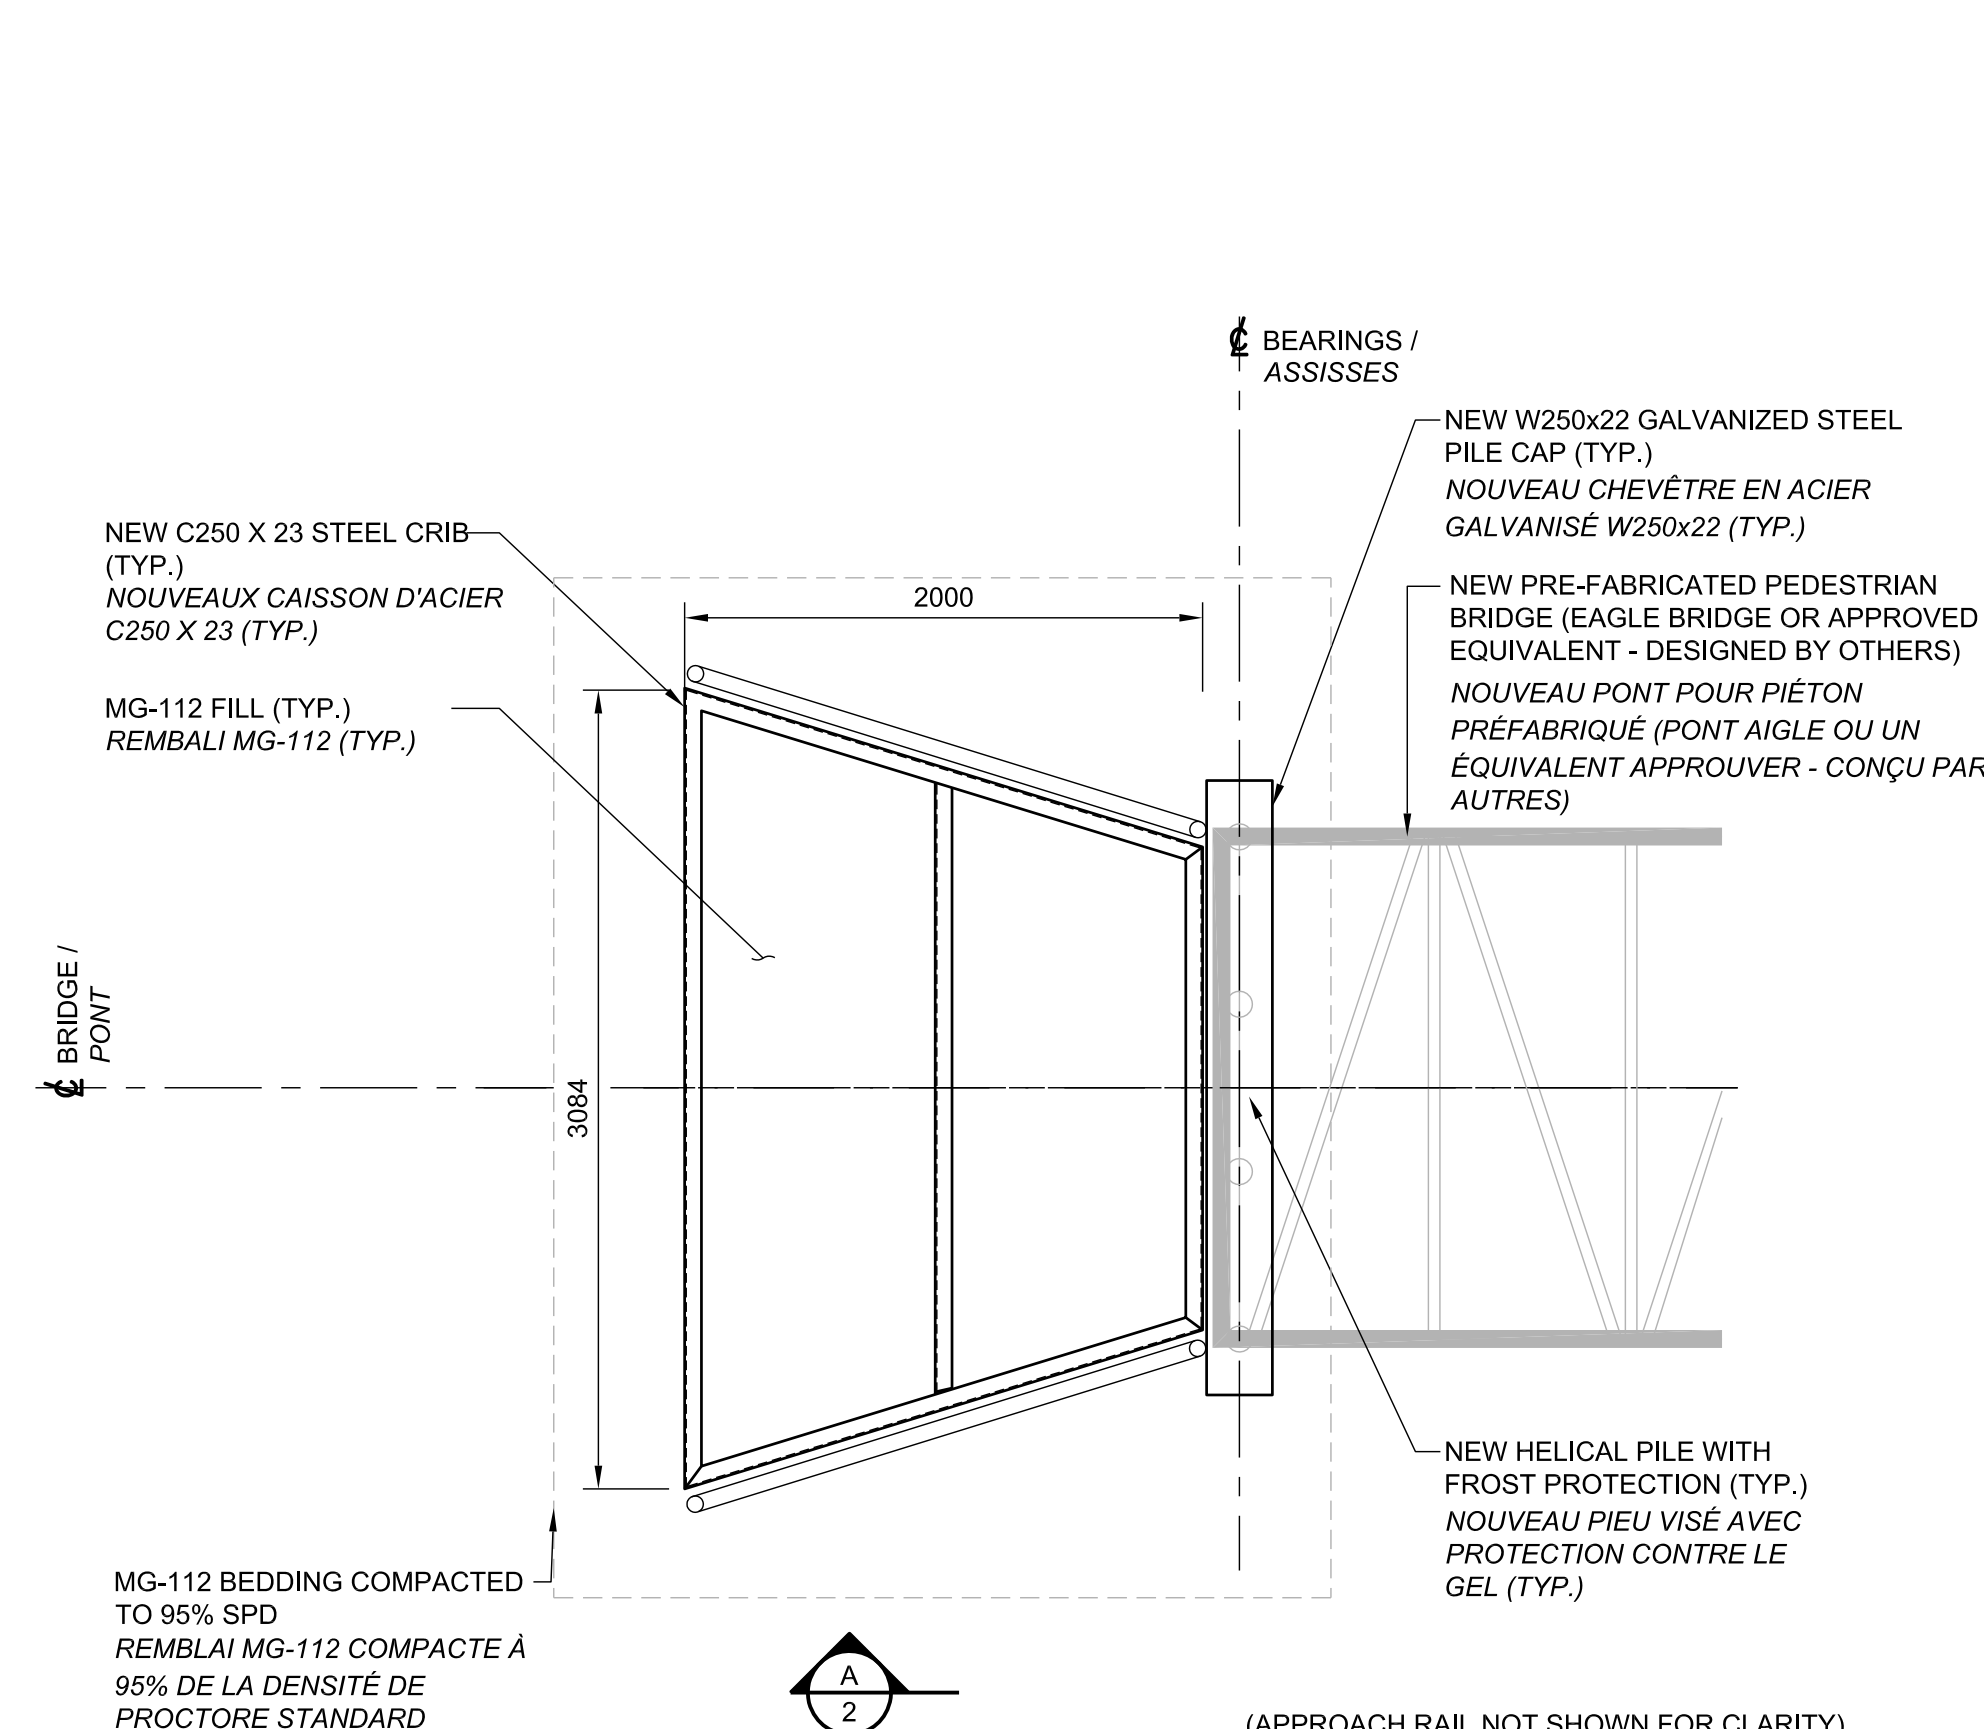 ℄ BEARINGS /
ASSISSES
NEW W250x22 GALVANIZED STEEL
PILE CAP (TYP.)
NOUVEAU CHEVÊTRE EN ACIER
GALVANISÉ W250x22 (TYP.)
NEW C250 X 23 STEEL CRIB
(TYP.)
NOUVEAUX CAISSON D'ACIER
C250 X 23 (TYP.)
2000
NEW PRE-FABRICATED PEDESTRIAN
BRIDGE (EAGLE BRIDGE OR APPROVED
EQUIVALENT - DESIGNED BY OTHERS)
NOUVEAU PONT POUR PIÉTON
PRÉFABRIQUÉ (PONT AIGLE OU UN
ÉQUIVALENT APPROUVER - CONÇU PAR
AUTRES)
MG-112 FILL (TYP.)
REMBALI MG-112 (TYP.)
℄ BRIDGE /
PONT
3084
NEW HELICAL PILE WITH
FROST PROTECTION (TYP.)
NOUVEAU PIEU VISÉ AVEC
PROTECTION CONTRE LE
GEL (TYP.)
MG-112 BEDDING COMPACTED
TO 95% SPD
REMBLAI MG-112 COMPACTE À
95% DE LA DENSITÉ DE
PROCTORE STANDARD
A
2
(APPROACH RAIL NOT SHOWN FOR CLARITY)